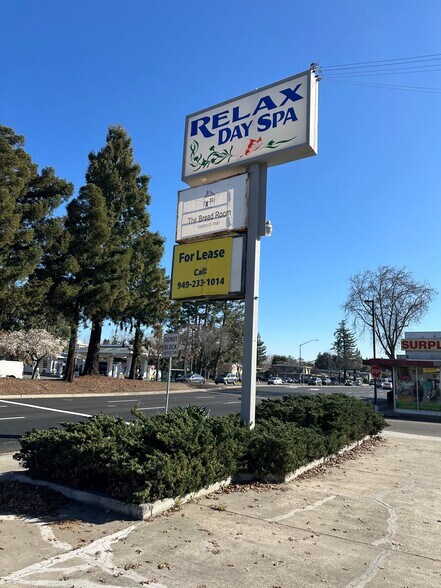 RELAX
DAY SPA
The Bread Room
For Lease
Call
949-233-1014
SURPL